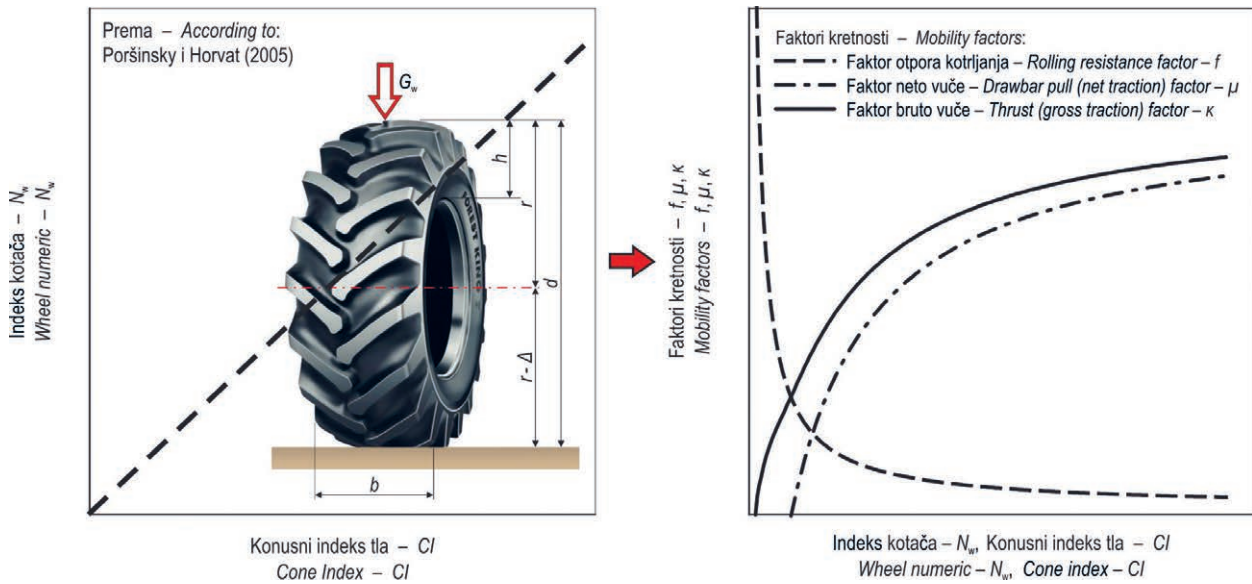 Prema – According to:
Poršinsky i Horvat (2005)
G_w
h
r
d
FOREST KING
r - Δ
b
Indeks kotača – N_w
Wheel numeric – N_w
Konusni indeks tla – CI
Cone Index – CI
Faktori kretnosti – Mobility factors:
Faktor otpora kotrljanja – Rolling resistance factor – f
Faktor neto vuče – Drawbar pull (net traction) factor – μ
Faktor bruto vuče – Thrust (gross traction) factor – κ
Faktori kretnosti – f, μ, κ
Mobility factors – f, μ, κ
Indeks kotača – N_w, Konusni indeks tla – CI
Wheel numeric – N_w, Cone index – CI